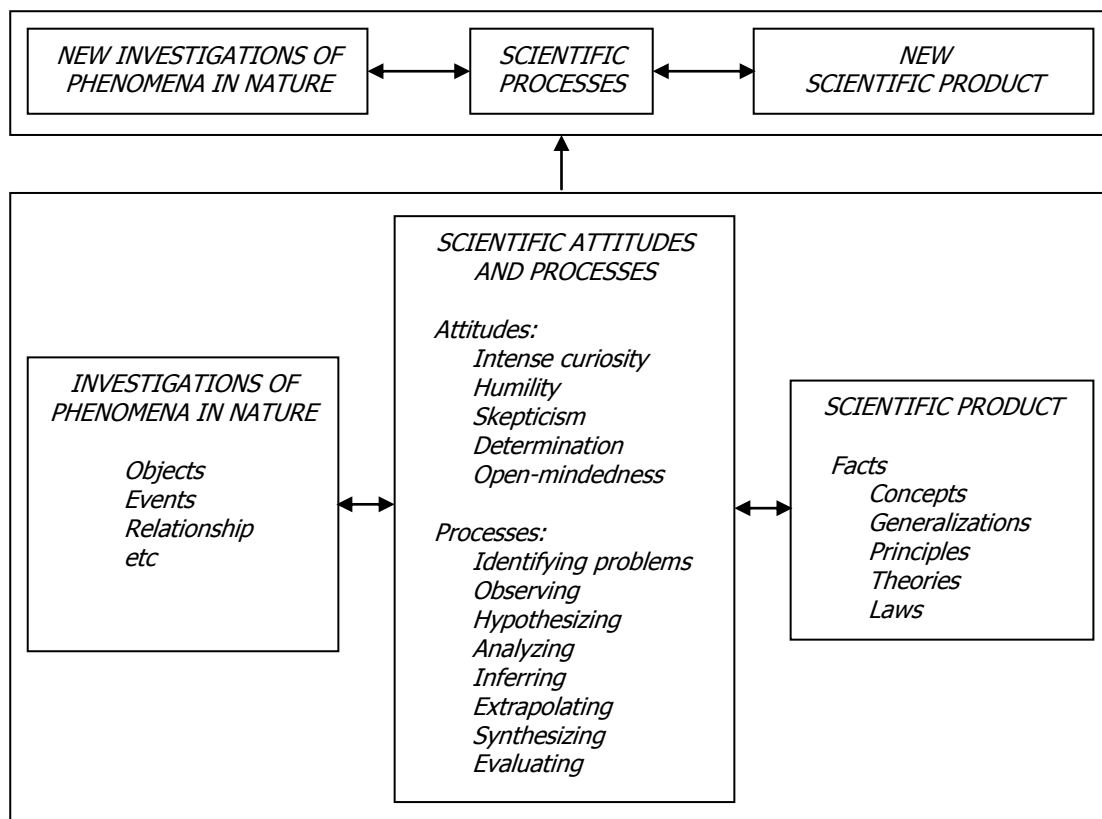 NEW INVESTIGATIONS OF
PHENOMENA IN NATURE
SCIENTIFIC
PROCESSES
NEW
SCIENTIFIC PRODUCT
INVESTIGATIONS OF
PHENOMENA IN NATURE
Objects
Events
Relationship
etc
SCIENTIFIC ATTITUDES
AND PROCESSES
Attitudes:
Intense curiosity
Humility
Skepticism
Determination
Open-mindedness
Processes:
Identifying problems
Observing
Hypothesizing
Analyzing
Inferring
Extrapolating
Synthesizing
Evaluating
SCIENTIFIC PRODUCT
Facts
Concepts
Generalizations
Principles
Theories
Laws